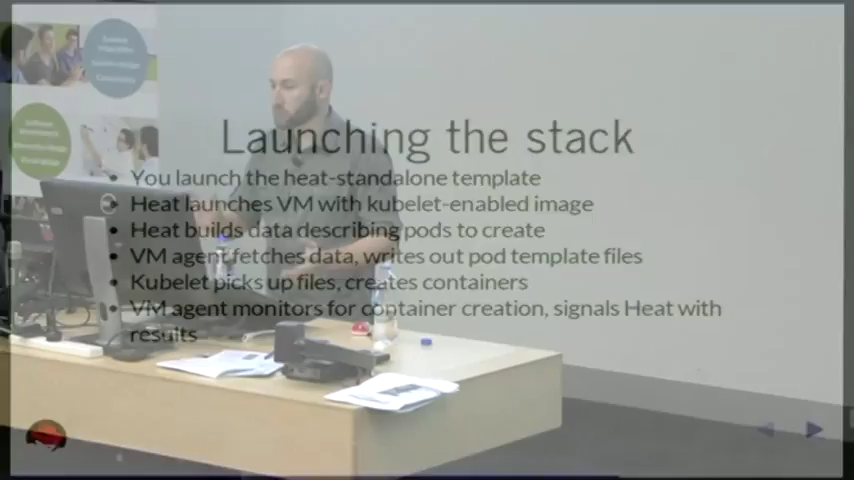 Launching the stack
You launch the heat-standalone template
Heat launches VM with kubelet-enabled image
Heat builds data describing pods to create
VM agent fetches data, writes out pod template files
Kubelet picks up files, creates containers
VM agent monitors for container creation, signals Heat with
results